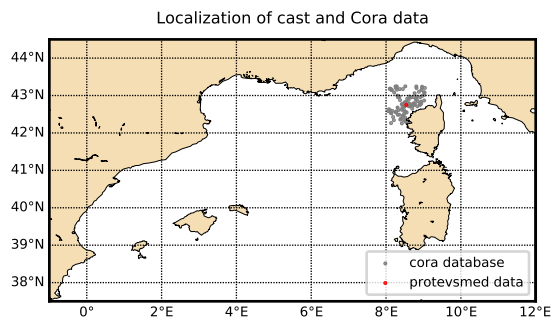 Localization of cast and Cora data
44°N
43°N
42°N
41°N
40°N
39°N
38°N
cora database
protevsmed data
0° 2°E 4°E 6°E 8°E 10°E 12°E